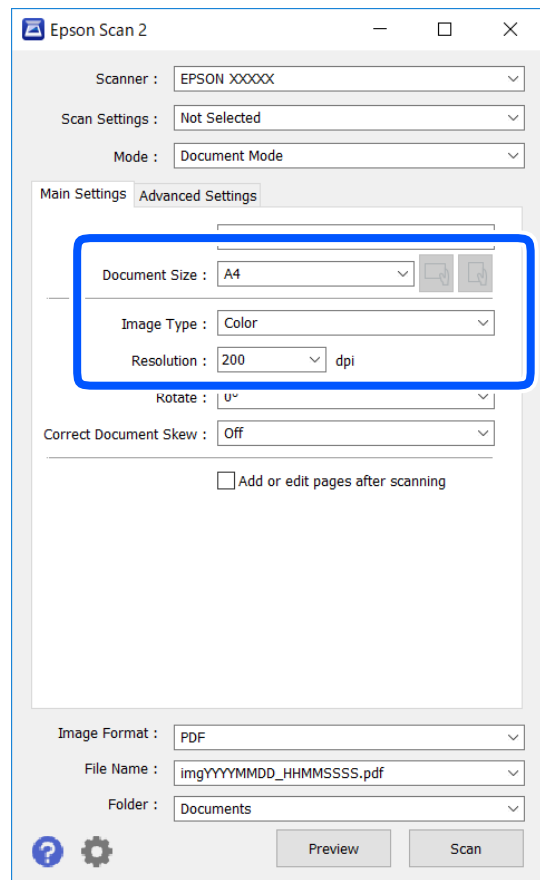 Epson Scan 2
Scanner : EPSON XXXXX
Scan Settings : Not Selected
Mode : Document Mode
Main Settings Advanced Settings
Document Size : A4
Image Type : Color
Resolution : 200 dpi
Rotate : 0°
Correct Document Skew : Off
Add or edit pages after scanning
Image Format : PDF
File Name : imgYYYYMMDD_HHMMSSSS.pdf
Folder : Documents
? Preview Scan